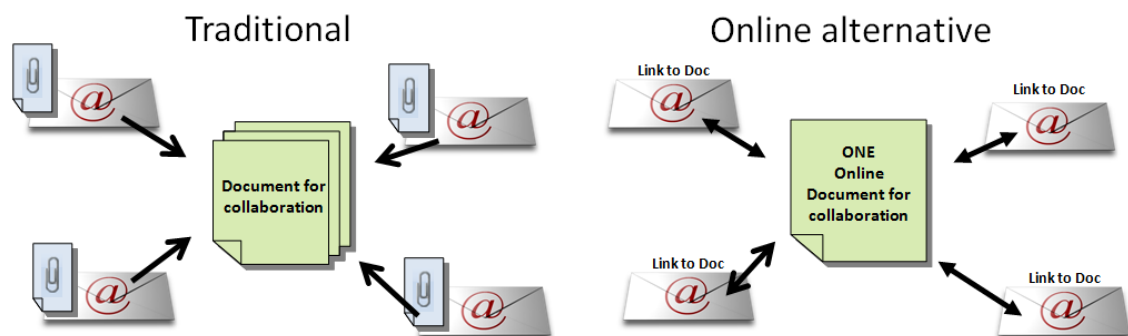 Traditional
Online alternative
Link to Doc
Link to Doc
@
@
@
@
Document for
collaboration
ONE
Online
Document for
collaboration
Link to Doc
Link to Doc
@
@
@
@